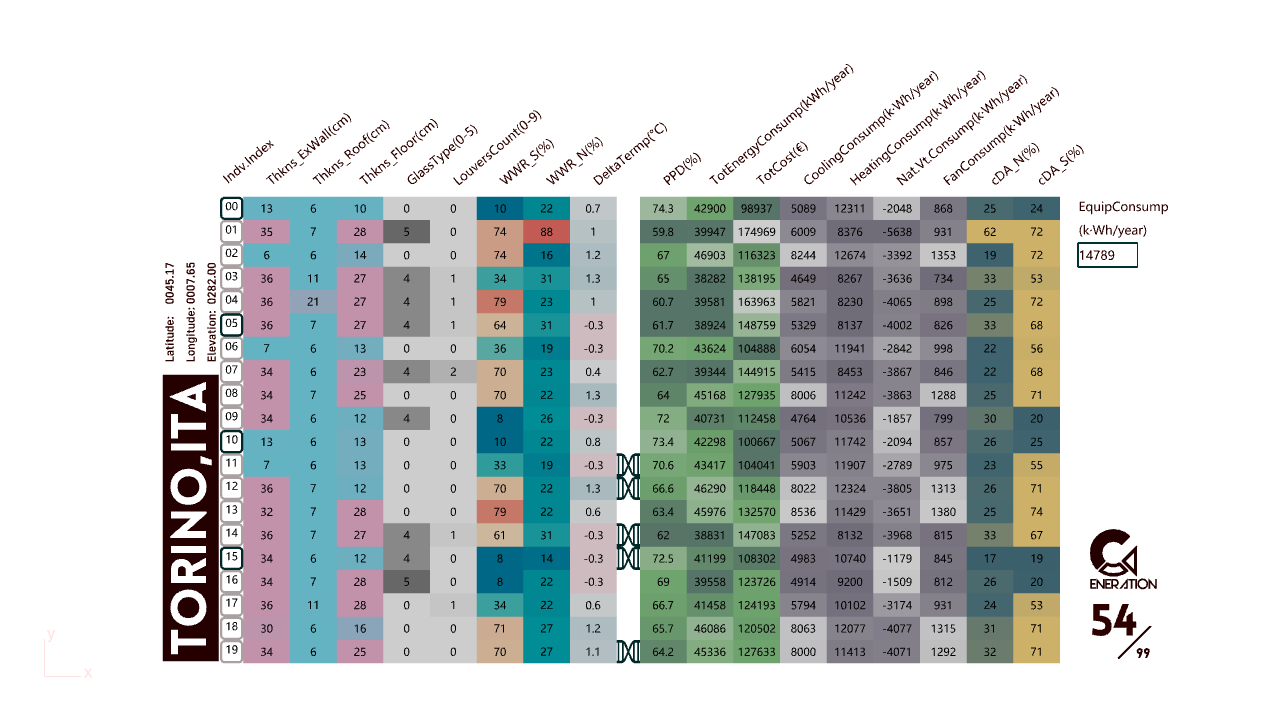 Indv.Index Thkns_ExWall(cm) Thkns_Roof(cm) Thkns_Floor(cm) GlassType(0-5) LouversCount(0-9) WWR_S(%) WWR_N(%) DeltaTermp(°C) PPD(%) TotEnergyConsump(kWh/year) TotCost(€) CoolingConsump(k·Wh/year) HeatingConsump(k·Wh/year) Nat.Vt.Consump(k·Wh/year) FanConsump(k·Wh/year) cDA_N(%) cDA_S(%)
00 13 6 10 0 0 10 22 0.7 74.3 42900 98937 5089 12311 -2048 868 25 24
01 35 7 28 5 0 74 88 1 59.8 39947 174969 6009 8376 -5638 931 62 72
02 6 6 14 0 0 74 16 1.2 67 46903 116323 8244 12674 -3392 1353 19 72
03 36 11 27 4 1 34 31 1.3 65 38282 138195 4649 8267 -3636 734 33 53
04 36 21 27 4 1 79 23 1 60.7 39581 163963 5821 8230 -4065 898 25 72
05 36 7 27 4 1 64 31 -0.3 61.7 38924 148759 5329 8137 -4002 826 33 68
06 7 6 13 0 0 36 19 -0.3 70.2 43624 104888 6054 11941 -2842 998 22 56
07 34 6 23 4 2 70 23 0.4 62.7 39344 144915 5415 8453 -3867 846 22 68
08 34 7 25 0 0 70 22 1.3 64 45168 127935 8006 11242 -3863 1288 25 71
09 34 6 12 4 0 8 26 -0.3 72 40731 112458 4764 10536 -1857 799 30 20
10 13 6 13 0 0 10 22 0.8 73.4 42298 100667 5067 11742 -2094 857 26 25
11 7 6 13 0 0 33 19 -0.3 70.6 43417 104041 5903 11907 -2789 975 23 55
12 36 7 12 0 0 70 22 1.3 66.6 46290 118448 8022 12324 -3805 1313 26 71
13 32 7 28 0 0 79 22 0.6 63.4 45976 132570 8536 11429 -3651 1380 25 74
14 36 7 27 4 1 61 31 -0.3 62 38831 147083 5252 8132 -3968 815 33 67
15 34 6 12 4 0 8 14 -0.3 72.5 41199 108302 4983 10740 -1179 845 17 19
16 34 7 28 5 0 8 22 -0.3 69 39558 123726 4914 9200 -1509 812 26 20
17 36 11 28 0 1 34 22 0.6 66.7 41458 124193 5794 10102 -3174 931 24 53
18 30 6 16 0 0 71 27 1.2 65.7 46086 120502 8063 12077 -4077 1315 31 71
19 34 6 25 0 0 70 27 1.1 64.2 45336 127633 8000 11413 -4071 1292 32 71
Latitude: 0045.17
Longitude: 0007.65
Elevation: 0282.00
TORINO,ITA
EquipConsump
(k·Wh/year)
14789
G
ENERATION
54/99
y
x